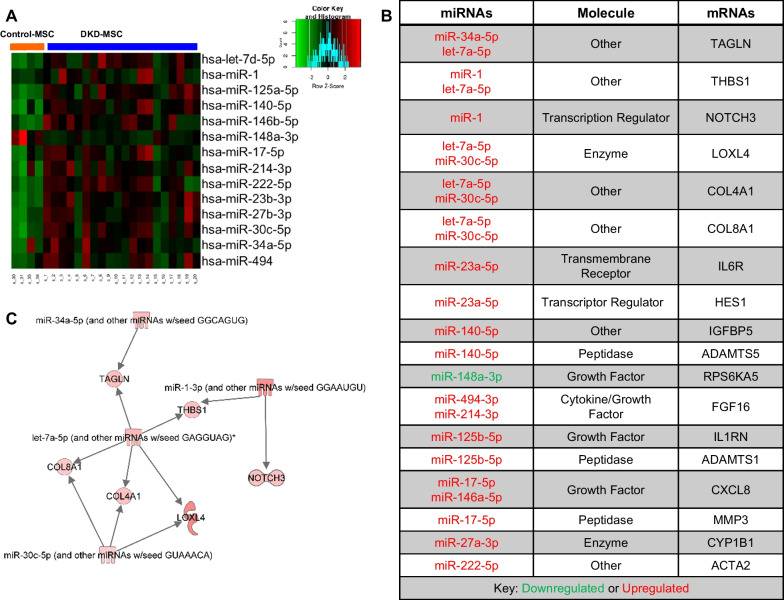 A
Control-MSC
DKD-MSC
Color Key
and Histogram
Count
-2 0 2
Row Z-Score
hsa-let-7d-5p
hsa-miR-1
hsa-miR-125a-5p
hsa-miR-140-5p
hsa-miR-146b-5p
hsa-miR-148a-3p
hsa-miR-17-5p
hsa-miR-214-3p
hsa-miR-222-5p
hsa-miR-23b-3p
hsa-miR-27b-3p
hsa-miR-30c-5p
hsa-miR-34a-5p
hsa-miR-494
B
miRNAs Molecule mRNAs
miR-34a-5p
let-7a-5p
Other TAGLN
miR-1
let-7a-5p
Other THBS1
miR-1 Transcription Regulator NOTCH3
let-7a-5p
miR-30c-5p
Enzyme LOXL4
let-7a-5p
miR-30c-5p
Other COL4A1
let-7a-5p
miR-30c-5p
Other COL8A1
miR-23a-5p
Transmembrane
Receptor
IL6R
miR-23a-5p Transcriptor Regulator HES1
miR-140-5p Other IGFBP5
miR-140-5p Peptidase ADAMTS5
miR-148a-3p Growth Factor RPS6KA5
miR-494-3p
miR-214-3p
Cytokine/Growth
Factor
FGF16
miR-125b-5p Growth Factor IL1RN
miR-125b-5p Peptidase ADAMTS1
miR-17-5p
miR-146a-5p
Growth Factor CXCL8
miR-17-5p Peptidase MMP3
miR-27a-3p Enzyme CYP1B1
miR-222-5p Other ACTA2
Key: Downregulated or Upregulated
C
miR-34a-5p (and other miRNAs w/seed GGCAGUG)
TAGLN
miR-1-3p (and other miRNAs w/seed GGAAUGU)
THBS1
let-7a-5p (and other miRNAs w/seed GAGGUAG)*
COL8A1
NOTCH3
COL4A1
LOXL4
miR-30c-5p (and other miRNAs w/seed GUAAACA)